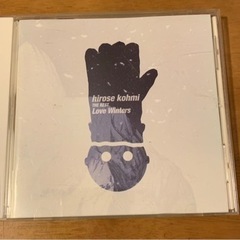 hirose kohmi
THE BEST
Love Winters